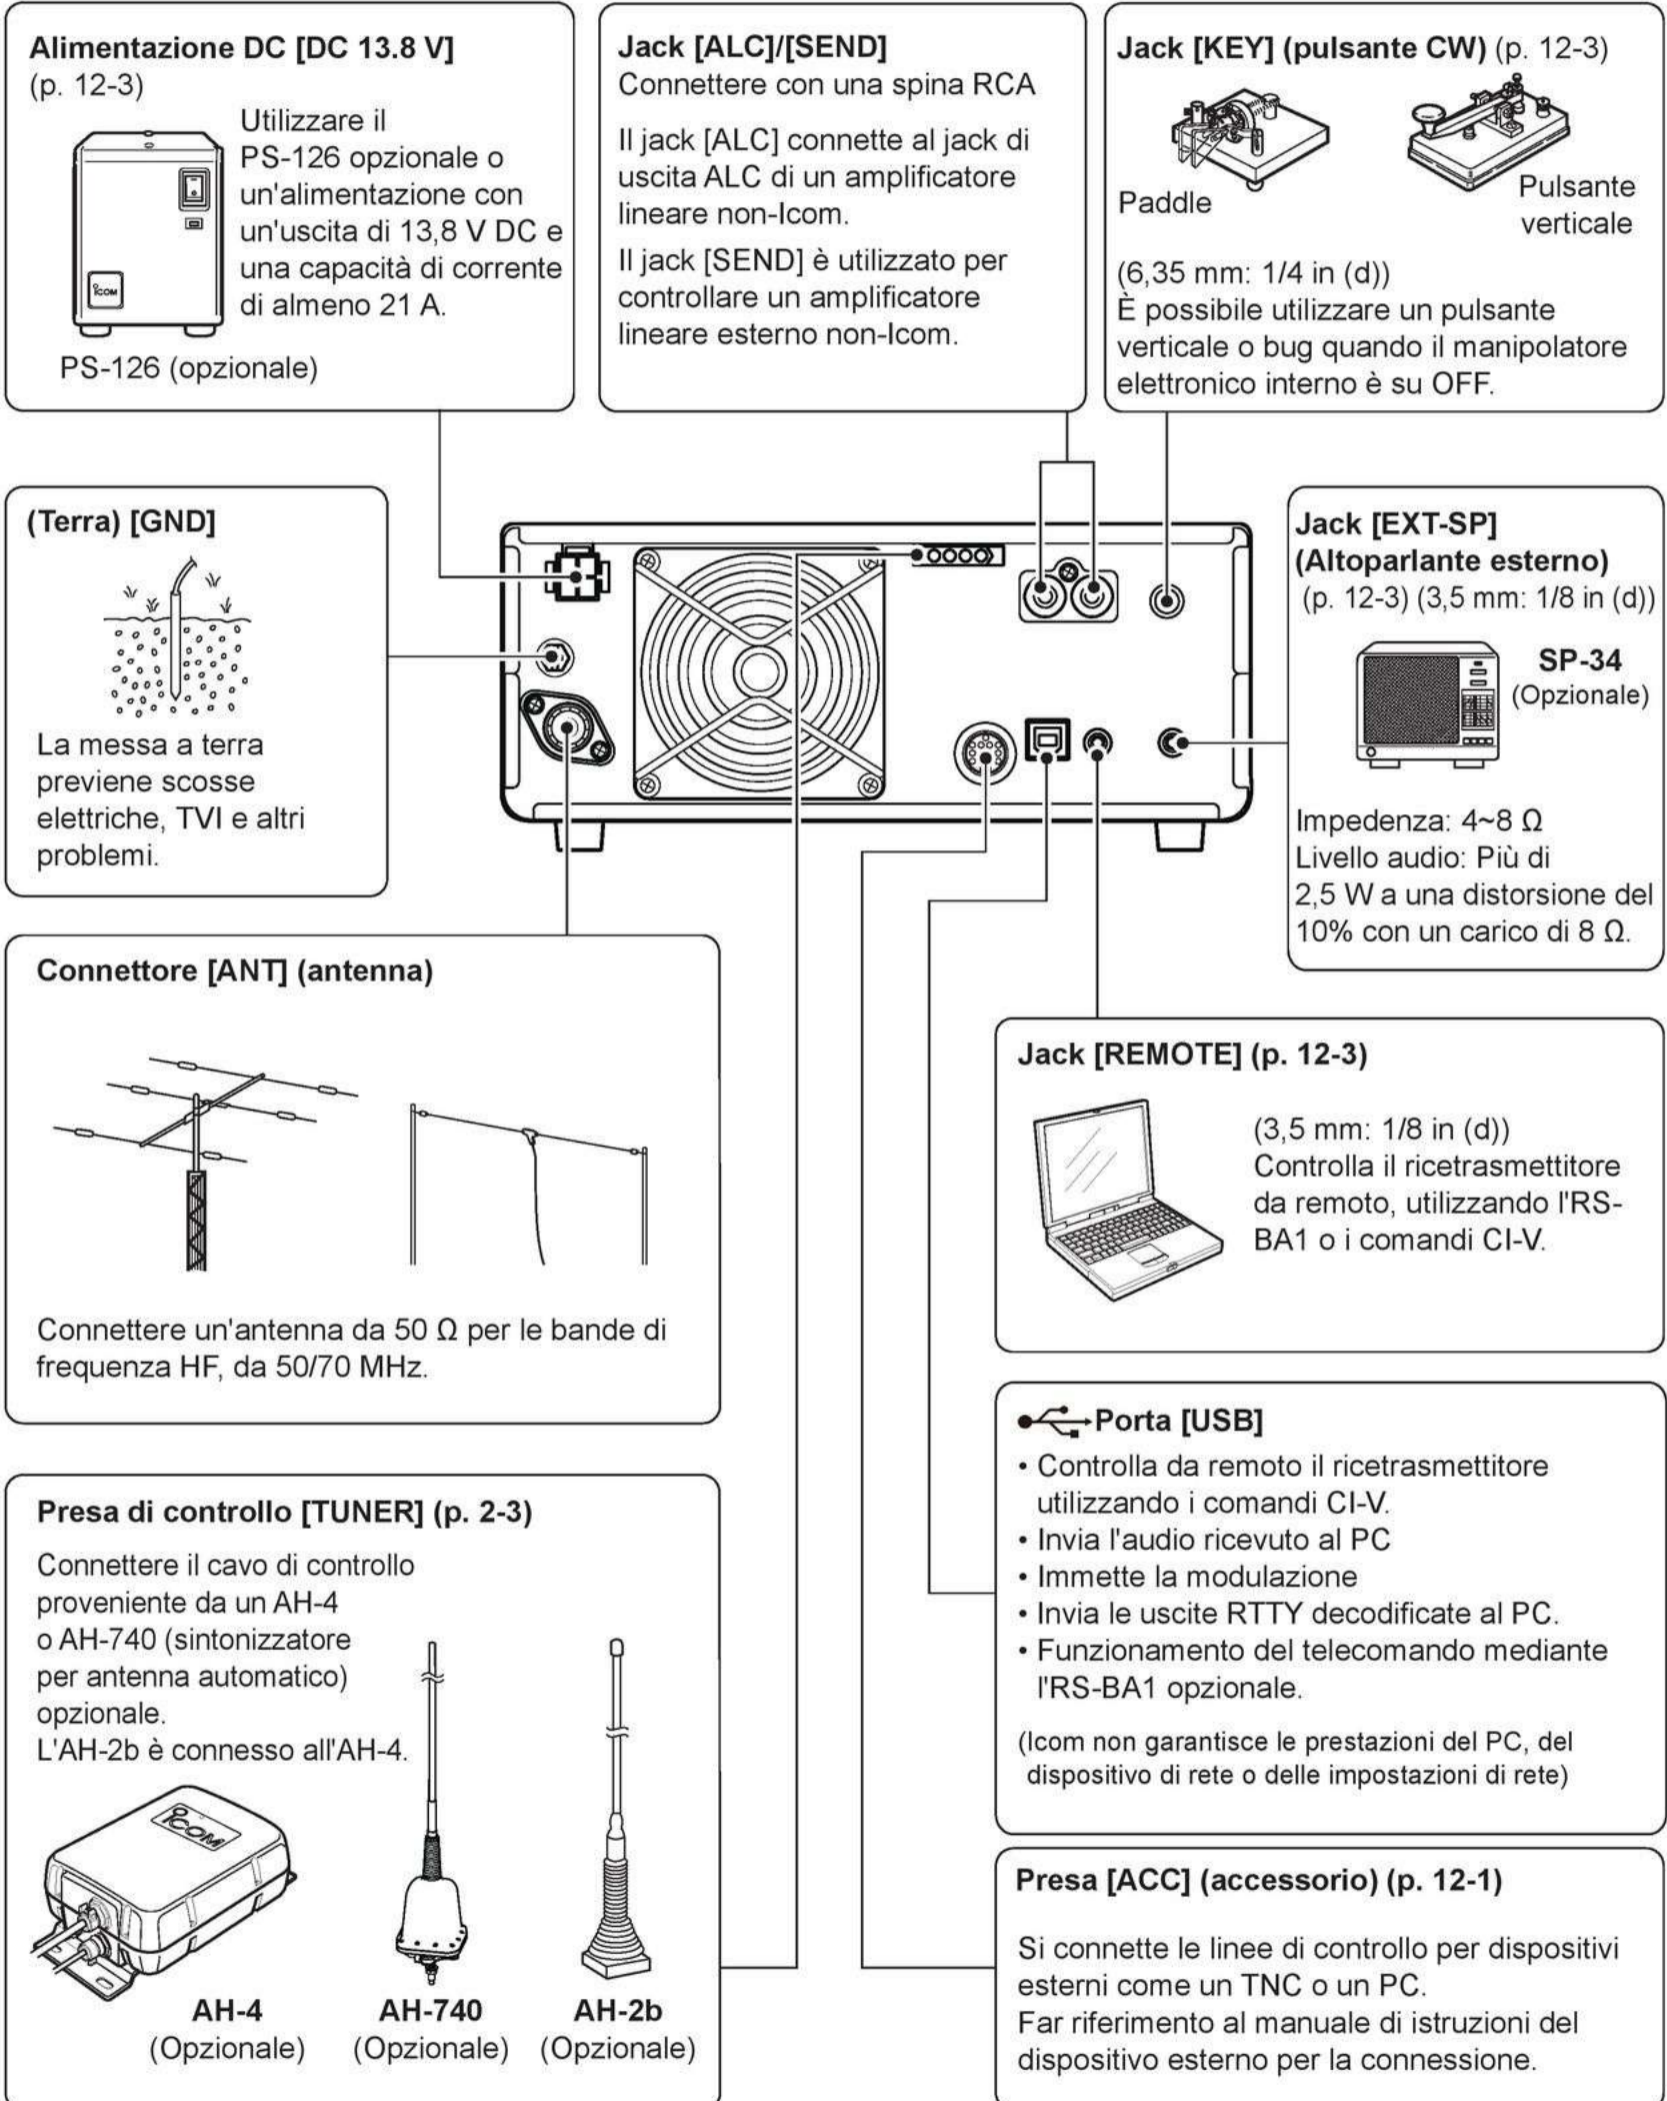 Alimentazione DC [DC 13.8 V]
(p. 12-3)
Utilizzare il
PS-126 opzionale o
un'alimentazione con
un'uscita di 13,8 V DC e
una capacità di corrente
di almeno 21 A.
ICOM
PS-126 (opzionale)
Jack [ALC]/[SEND]
Connettere con una spina RCA
Il jack [ALC] connette al jack di
uscita ALC di un amplificatore
lineare non-Icom.
Il jack [SEND] è utilizzato per
controllare un amplificatore
lineare esterno non-Icom.
Jack [KEY] (pulsante CW) (p. 12-3)
Paddle
Pulsante
verticale
(6,35 mm: 1/4 in (d))
È possibile utilizzare un pulsante
verticale o bug quando il manipolatore
elettronico interno è su OFF.
(Terra) [GND]
La messa a terra
previene scosse
elettriche, TVI e altri
problemi.
Jack [EXT-SP]
(Altoparlante esterno)
(p. 12-3) (3,5 mm: 1/8 in (d))
SP-34
(Opzionale)
Impedenza: 4~8 Ω
Livello audio: Più di
2,5 W a una distorsione del
10% con un carico di 8 Ω.
Connettore [ANT] (antenna)
Connettere un'antenna da 50 Ω per le bande di
frequenza HF, da 50/70 MHz.
Jack [REMOTE] (p. 12-3)
(3,5 mm: 1/8 in (d))
Controlla il ricetrasmettitore
da remoto, utilizzando l'RS-
BA1 o i comandi CI-V.
Porta [USB]
• Controlla da remoto il ricetrasmettitore
utilizzando i comandi CI-V.
• Invia l'audio ricevuto al PC
• Immette la modulazione
• Invia le uscite RTTY decodificate al PC.
• Funzionamento del telecomando mediante
l'RS-BA1 opzionale.
(Icom non garantisce le prestazioni del PC, del
dispositivo di rete o delle impostazioni di rete)
Presa di controllo [TUNER] (p. 2-3)
Connettere il cavo di controllo
proveniente da un AH-4
o AH-740 (sintonizzatore
per antenna automatico)
opzionale.
L'AH-2b è connesso all'AH-4.
ICOM
AH-4
(Opzionale)
AH-740
(Opzionale)
AH-2b
(Opzionale)
Presa [ACC] (accessorio) (p. 12-1)
Si connette le linee di controllo per dispositivi
esterni come un TNC o un PC.
Far riferimento al manuale di istruzioni del
dispositivo esterno per la connessione.